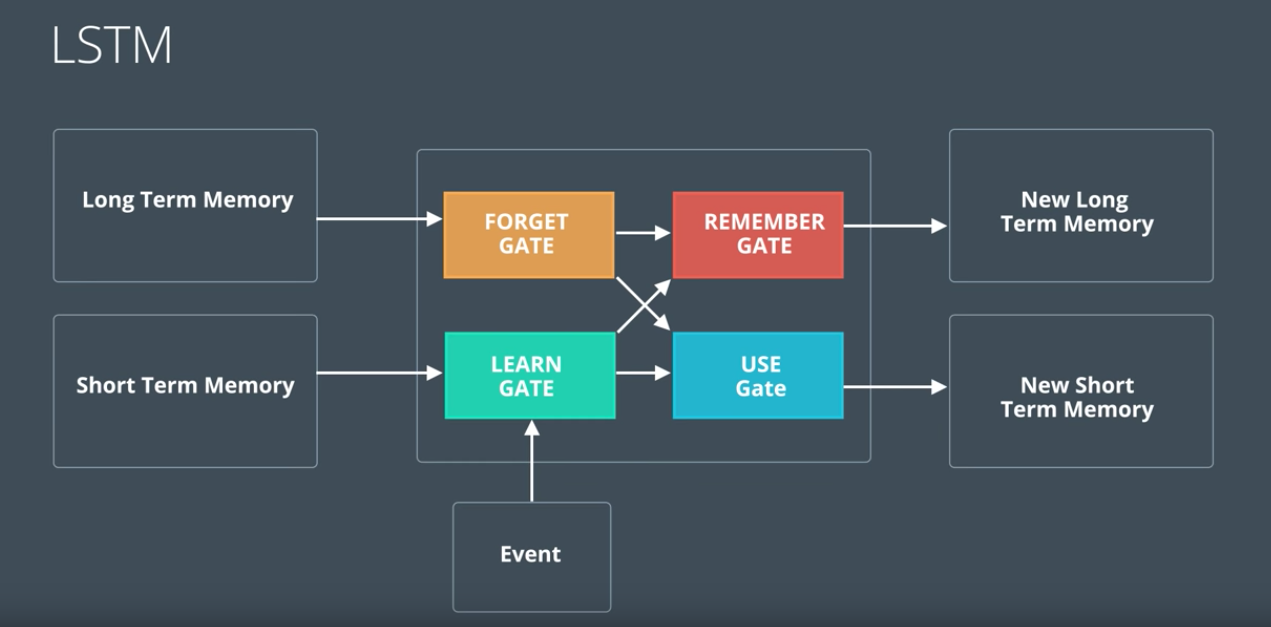 LSTM
Long Term Memory
FORGET
GATE
REMEMBER
GATE
New Long
Term Memory
Short Term Memory
LEARN
GATE
USE
Gate
New Short
Term Memory
Event